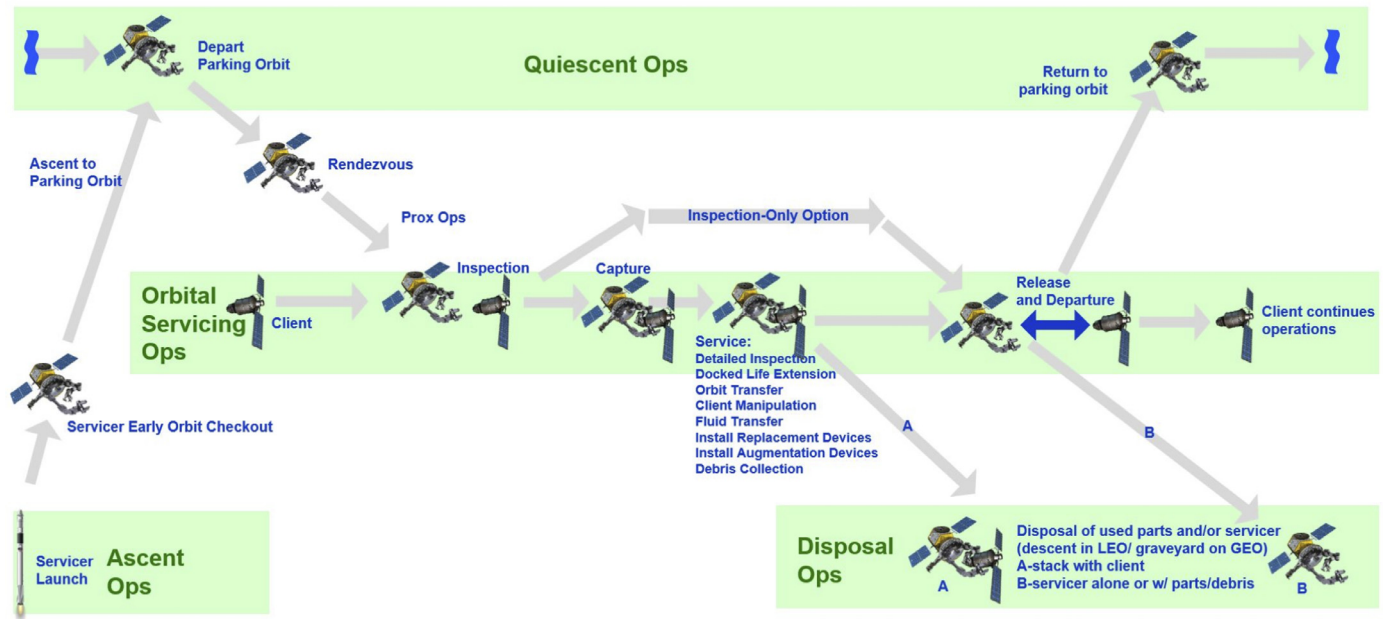 Depart
Parking Orbit
Quiescent Ops
Return to
parking orbit
Ascent to
Parking Orbit
Rendezvous
Prox Ops
Inspection-Only Option
Orbital
Servicing
Ops
Client
Inspection
Capture
Service:
Detailed Inspection
Docked Life Extension
Orbit Transfer
Client Manipulation
Fluid Transfer
Install Replacement Devices
Install Augmentation Devices
Debris Collection
Release
and Departure
Client continues
operations
Servicer Early Orbit Checkout
A
B
Servicer
Launch
Ascent
Ops
Disposal
Ops
A
Disposal of used parts and/or servicer
(descent in LEO/ graveyard on GEO)
A-stack with client
B-servicer alone or w/ parts/debris
B